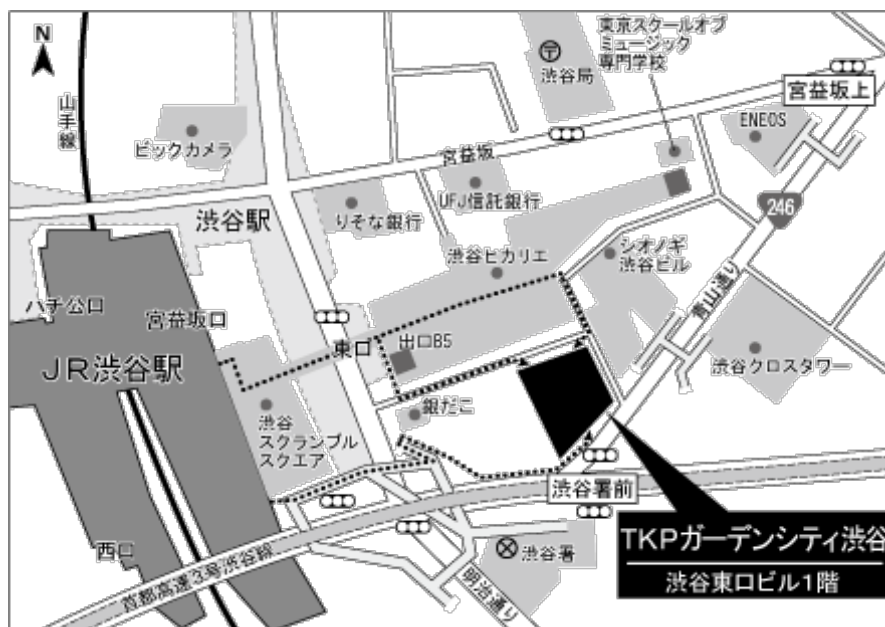 N
山手線
ビックカメラ
渋谷局
東京スクールオブ
ミュージック
専門学校
宮益坂上
ENEOS
宮益坂
246
渋谷駅
りそな銀行
UFJ信託銀行
渋谷ヒカリエ
シオノギ
渋谷ビル
青山通り
ハチ公口
宮益坂口
東口
出口B5
JR渋谷駅
渋谷クロスタワー
渋谷
スクランブル
スクエア
銀だこ
渋谷署前
西口
首都高速3号渋谷線
渋谷署
明治通り
TKPガーデンシティ渋谷
渋谷東口ビル1階